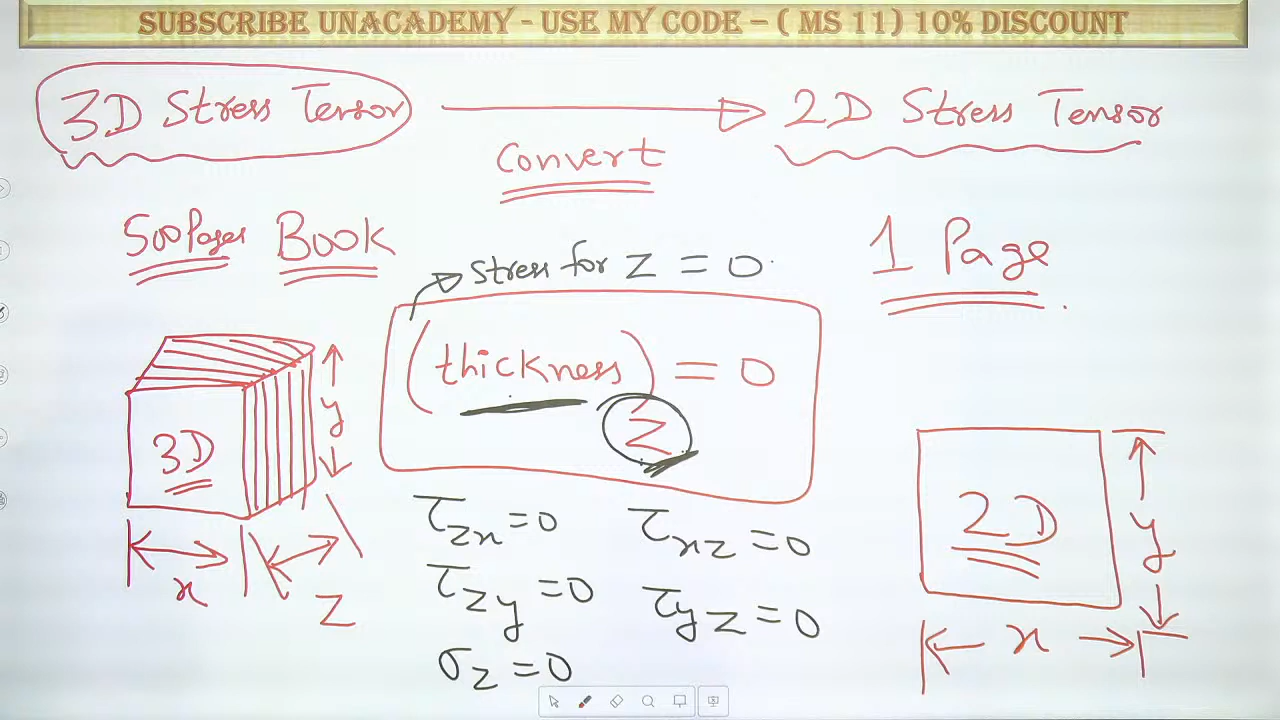 SUBSCRIBE UNACADEMY - USE MY CODE – ( MS 11) 10% DISCOUNT
3D Stress Tensor
2D Stress Tensor
Convert
500 Pages Book
1 Page
Stress for Z = 0
(thickness) = 0
Z
3D
y
x
Z
τzx = 0
τxz = 0
τzy = 0
τyz = 0
σz = 0
2D
y
x